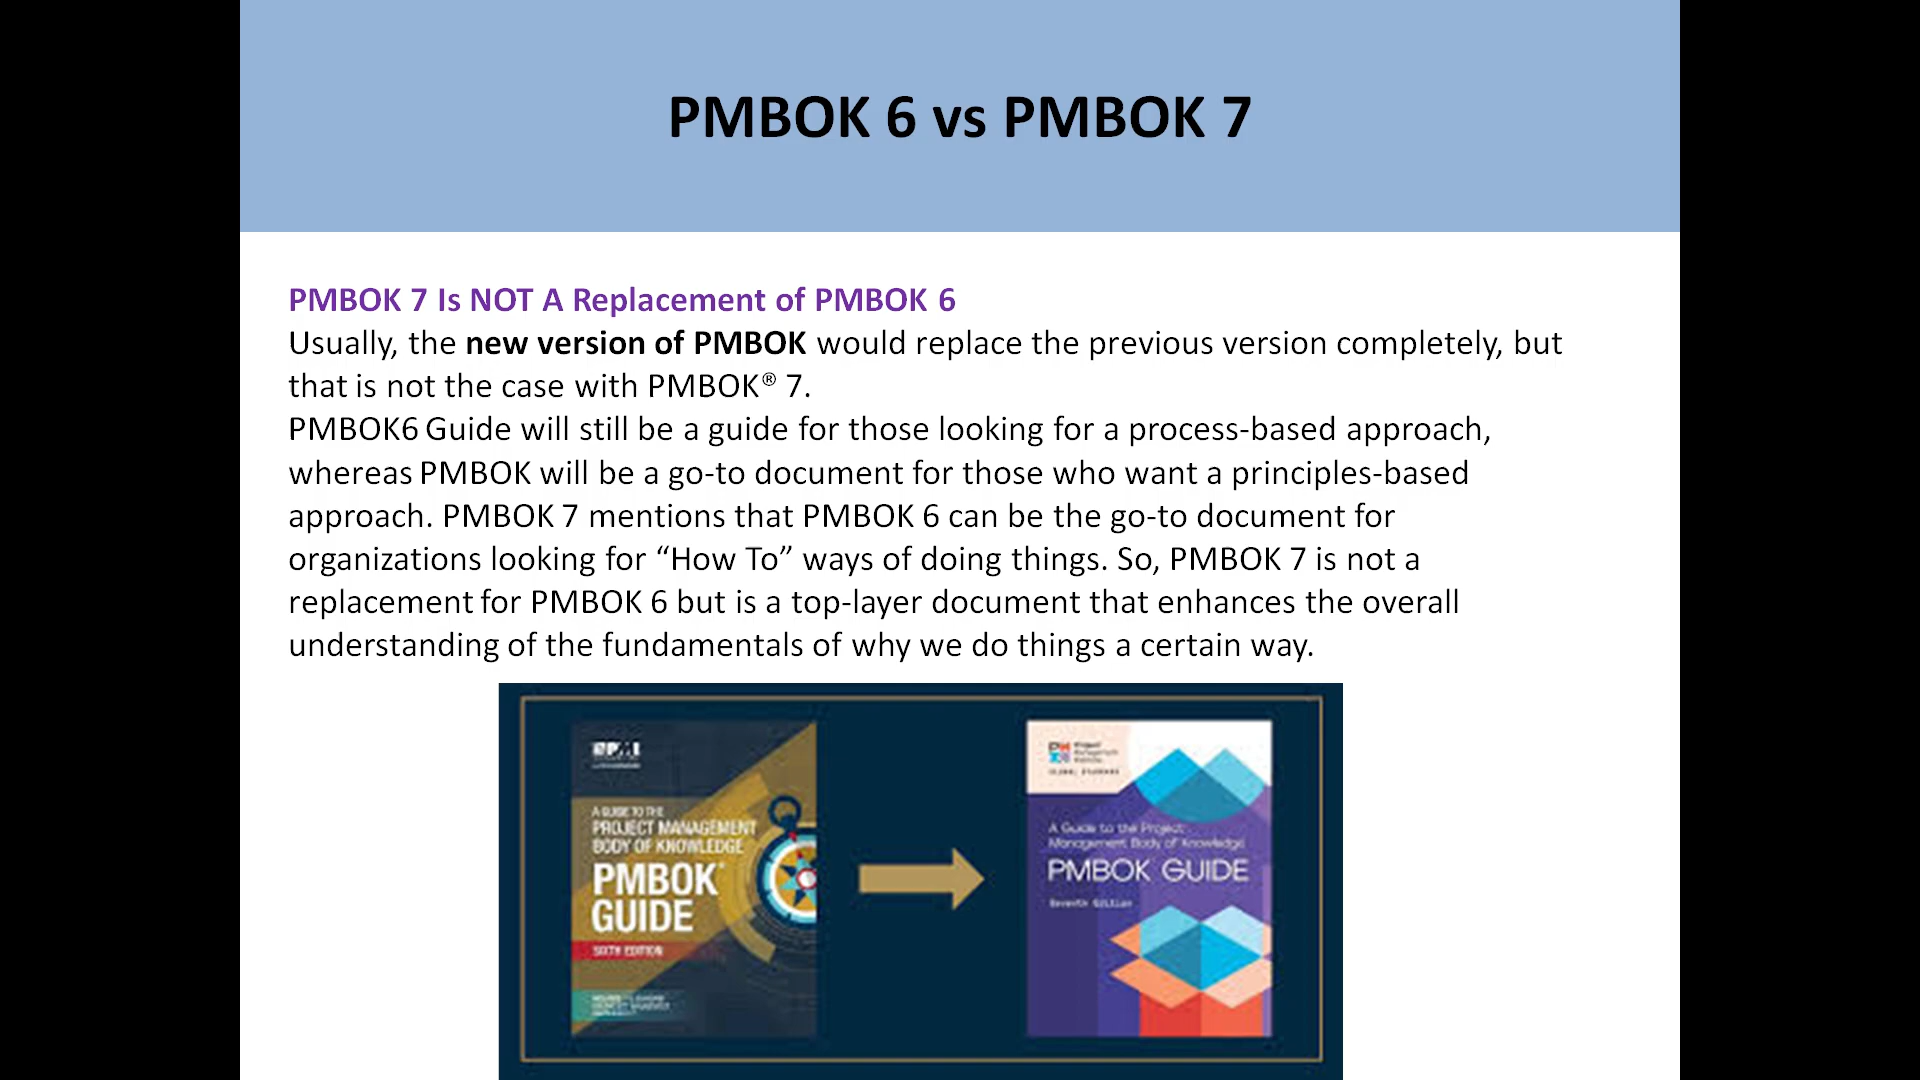 PMBOK 6 vs PMBOK 7
PMBOK 7 Is NOT A Replacement of PMBOK 6
Usually, the new version of PMBOK would replace the previous version completely, but
that is not the case with PMBOK® 7.
PMBOK6 Guide will still be a guide for those looking for a process-based approach,
whereas PMBOK will be a go-to document for those who want a principles-based
approach. PMBOK 7 mentions that PMBOK 6 can be the go-to document for
organizations looking for “How To” ways of doing things. So, PMBOK 7 is not a
replacement for PMBOK 6 but is a top-layer document that enhances the overall
understanding of the fundamentals of why we do things a certain way.
PMI
A GUIDE TO THE
PROJECT MANAGEMENT
BODY OF KNOWLEDGE
PMBOK
GUIDE
SIXTH EDITION
Project
Management
A Guide to the Project
Management Body of Knowledge
PMBOK GUIDE
Seventh Edition